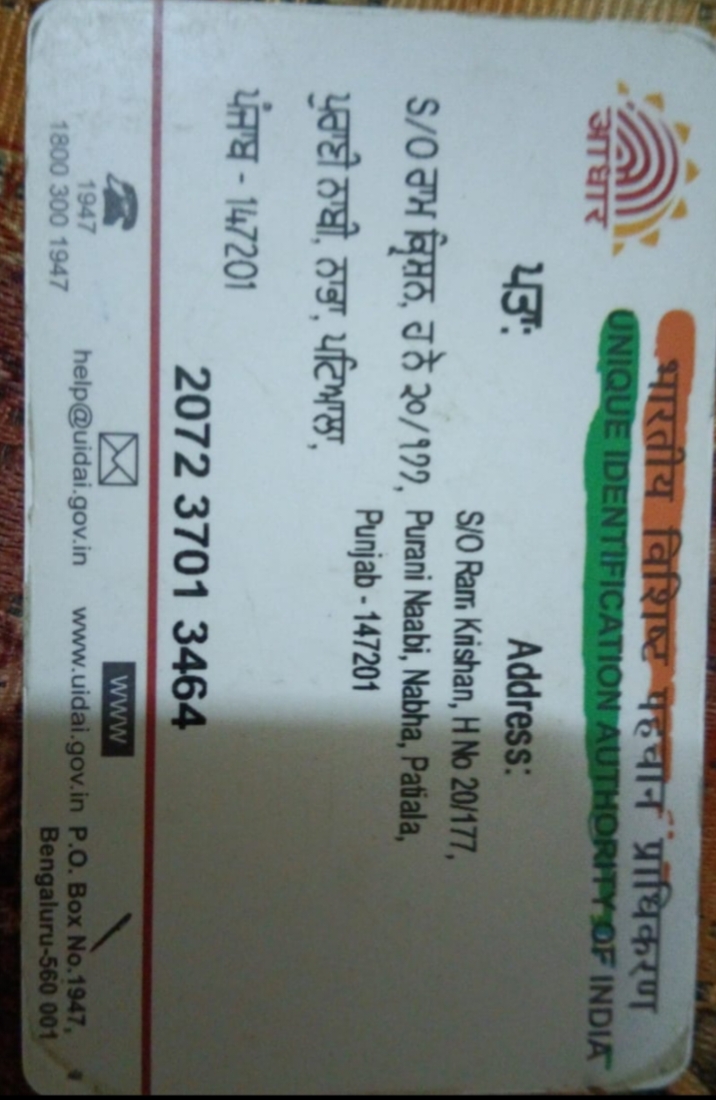 भारतीय विशिष्ट पहचान प्राधिकरण
UNIQUE IDENTIFICATION AUTHORITY OF INDIA
आधार
ਪਤਾ:
S/O ਰਾਮ ਕ੍ਰਿਸ਼ਨ, ਹ ਨੇ ੨੦/੧੭੭,
ਪੁਰਾਣੀ ਨਾਬੀ, ਨਾਭਾ, ਪਟਿਆਲਾ,
ਪੰਜਾਬ - 147201
Address:
S/O Ram Krishan, H No 20/177,
Purani Naabi, Nabha, Patiala,
Punjab - 147201
2072 3701 3464
1947
1800 300 1947
help@uidai.gov.in
www
www.uidai.gov.in
P.O. Box No.1947,
Bengaluru-560 001